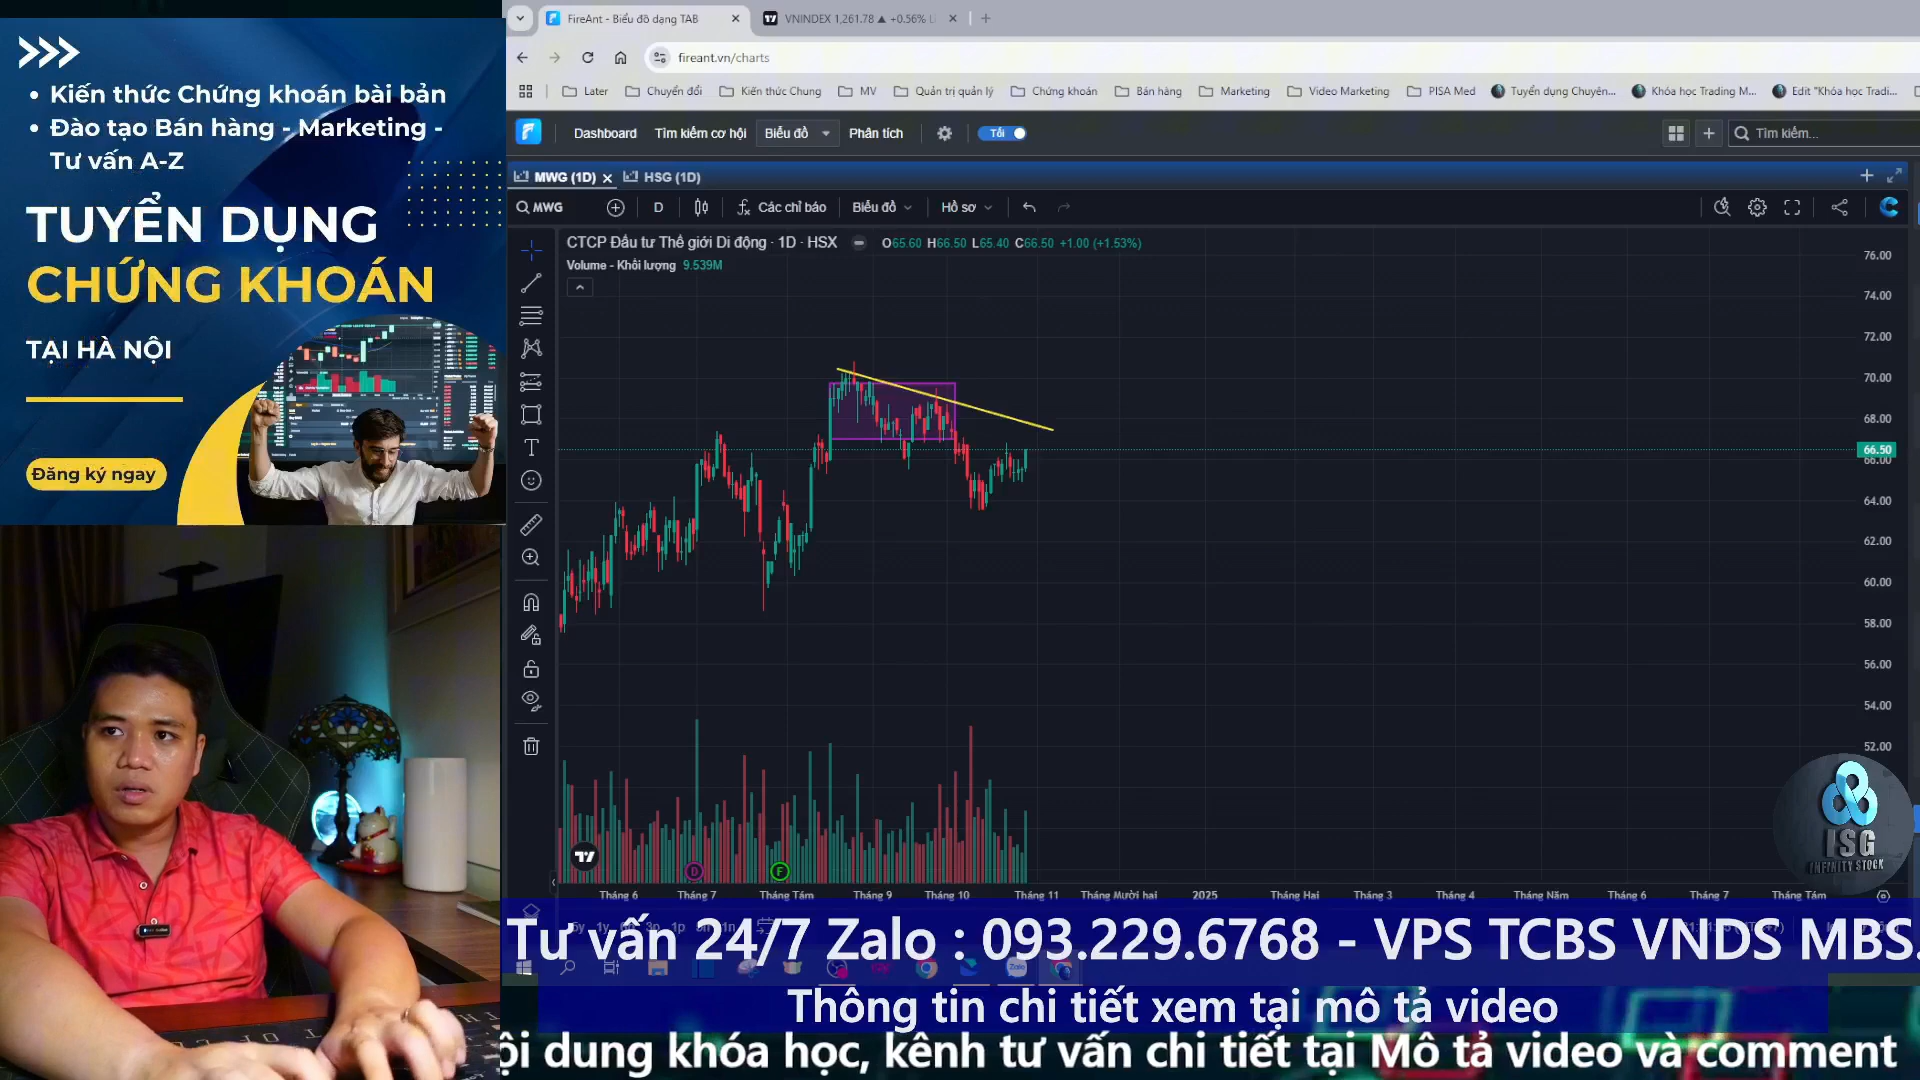 Kiến thức Chứng khoán bài bản
Đào tạo Bán hàng - Marketing -
Tư vấn A-Z
TUYỂN DỤNG
CHỨNG KHOÁN
TẠI HÀ NỘI
Đăng ký ngay
FireAnt - Biểu đồ dạng TAB
VNINDEX 1,261.78 ▲ +0.56%
fireant.vn/charts
Later
Chuyển đổi
Kiến thức Chung
MV
Quản trị quản lý
Chứng khoán
Bán hàng
Marketing
Video Marketing
PISA Med
Tuyển dụng Chuyên...
Khóa học Trading M...
Edit "Khóa học Tradi...
Dashboard
Tìm kiếm cơ hội
Biểu đồ
Phân tích
Tối
Tìm kiếm...
MWG (1D)
HSG (1D)
MWG
D
Các chỉ báo
Biểu đồ
Hồ sơ
CTCP Đầu tư Thế giới Di động · 1D · HSX
O65.60 H66.50 L65.40 C66.50 +1.00 (+1.53%)
Volume - Khối lượng 9.539M
76.00
74.00
72.00
70.00
68.00
66.50
66.00
64.00
62.00
60.00
58.00
56.00
54.00
52.00
D
F
Tháng 6
Tháng 7
Tháng Tám
Tháng 9
Tháng 10
Tháng 11
Tháng Mười hai
2025
Tháng Hai
Tháng 3
Tháng 4
Tháng Năm
Tháng 6
Tháng 7
Tháng Tám
ISG
INFINITY STOCK
Tư vấn 24/7 Zalo : 093.229.6768 - VPS TCBS VNDS MBS
Thông tin chi tiết xem tại mô tả video
dung khóa học, kênh tư vấn chi tiết tại Mô tả video và comment